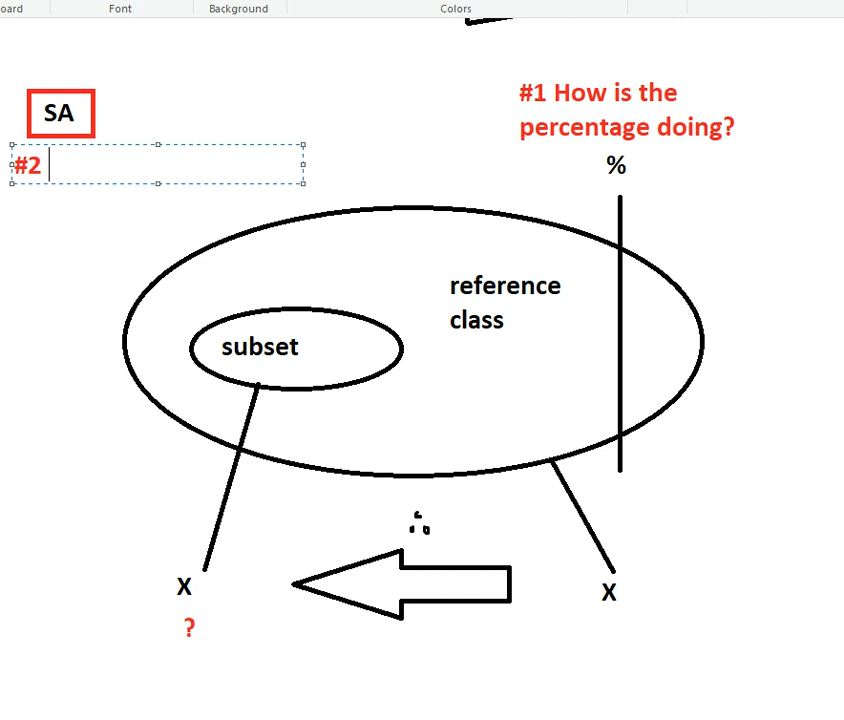 oard
Font
Background
Colors
SA
#1 How is the
percentage doing?
#2
%
reference
class
subset
X
X
?